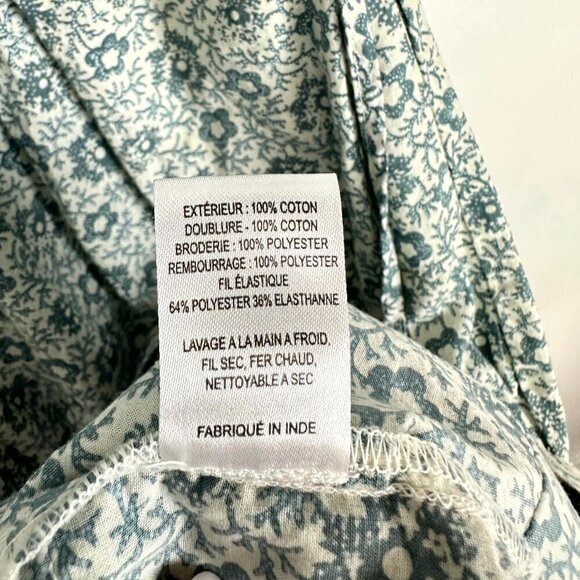 EXTÉRIEUR : 100% COTON
DOUBLURE - 100% COTON
BRODERIE : 100% POLYESTER
REMBOURRAGE : 100% POLYESTER
FIL ÉLASTIQUE
64% POLYESTER 36% ELASTHANNE
LAVAGE A LA MAIN A FROID,
FIL SEC, FER CHAUD,
NETTOYABLE A SEC
FABRIQUÉ IN INDE